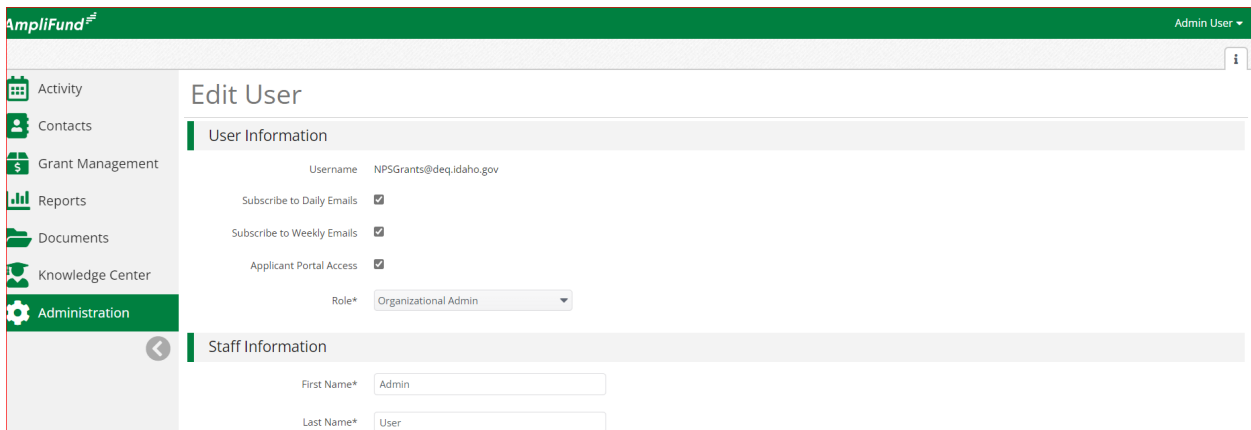 AmpliFund
Admin User
i
Activity
Contacts
Grant Management
Reports
Documents
Knowledge Center
Administration
Edit User
User Information
Username NPSGrants@deq.idaho.gov
Subscribe to Daily Emails
Subscribe to Weekly Emails
Applicant Portal Access
Role* Organizational Admin
Staff Information
First Name* Admin
Last Name* User